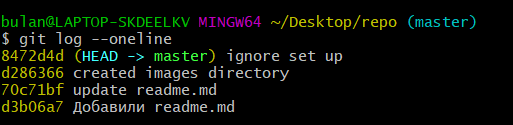 bulan@LAPTOP-SKDEELKV MINGW64 ~/Desktop/repo (master)
$ git log --oneline
8472d4d (HEAD -> master) ignore set up
d286366 created images directory
70c71bf update readme.md
d3b06a7 Добавили readme.md